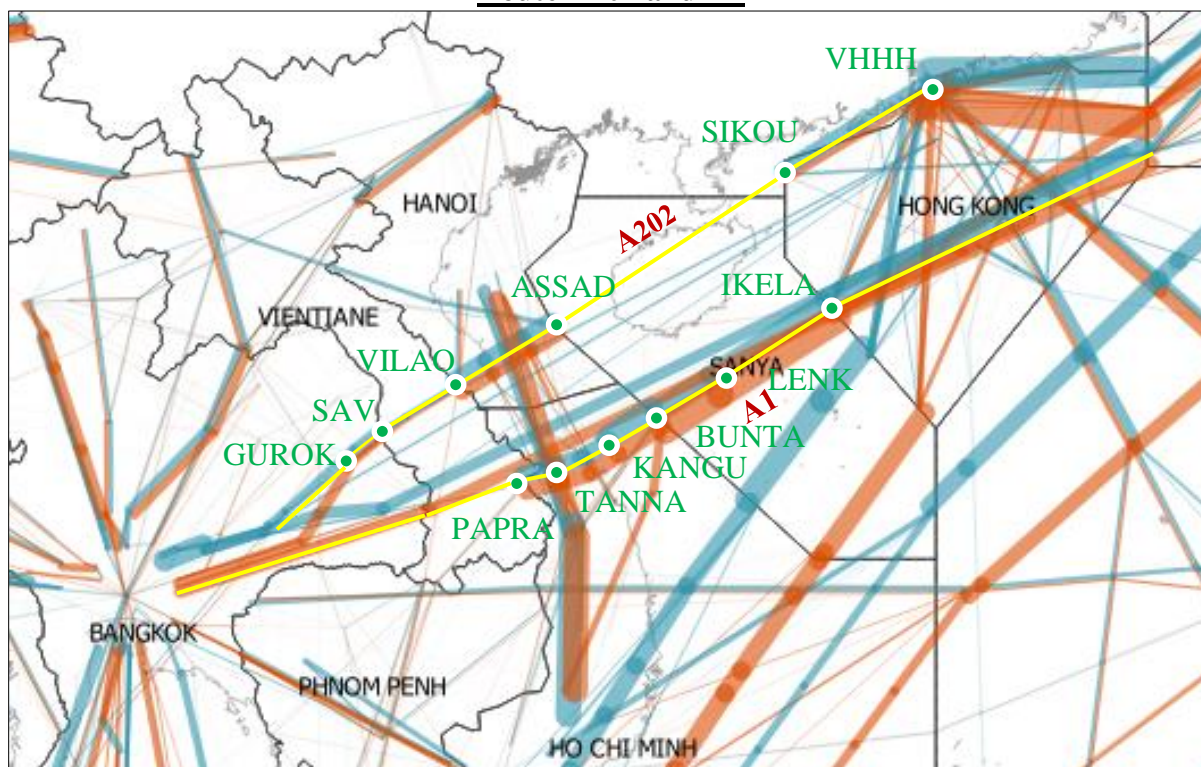 VHHH
SIKOU
HANOI
A202
HONG KONG
ASSAD
IKELA
VIENTIANE
VILAO
SANYA
LENK
A1
SAV
BUNTA
GUROK
KANGU
TANNA
PAPRA
BANGKOK
PHNOM PENH
HO CHI MINH